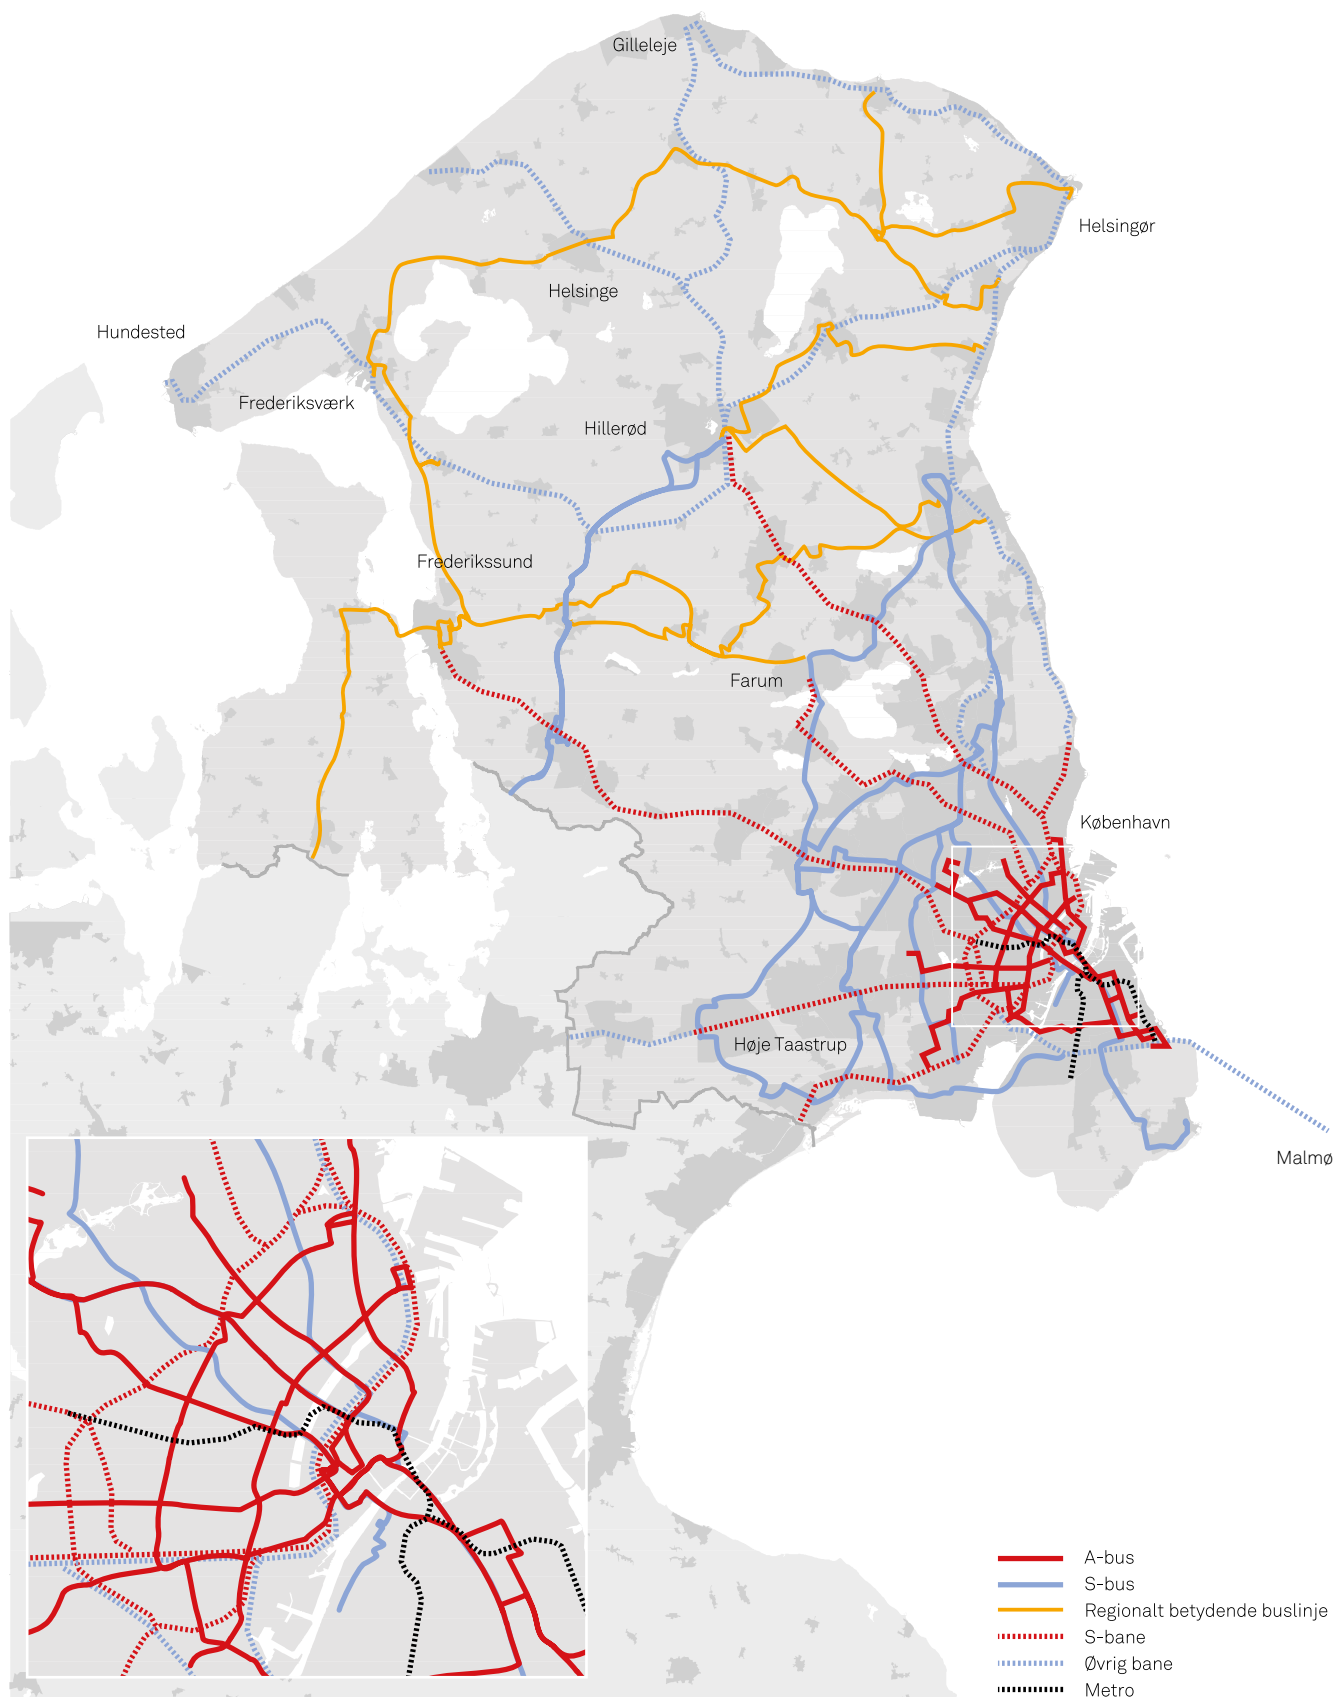 Gilleleje
Helsingør
Helsinge
Hundested
Frederiksværk
Hillerød
Frederikssund
Farum
København
Høje Taastrup
Malmø
A-bus
S-bus
Regionalt betydende buslinje
S-bane
Øvrig bane
Metro